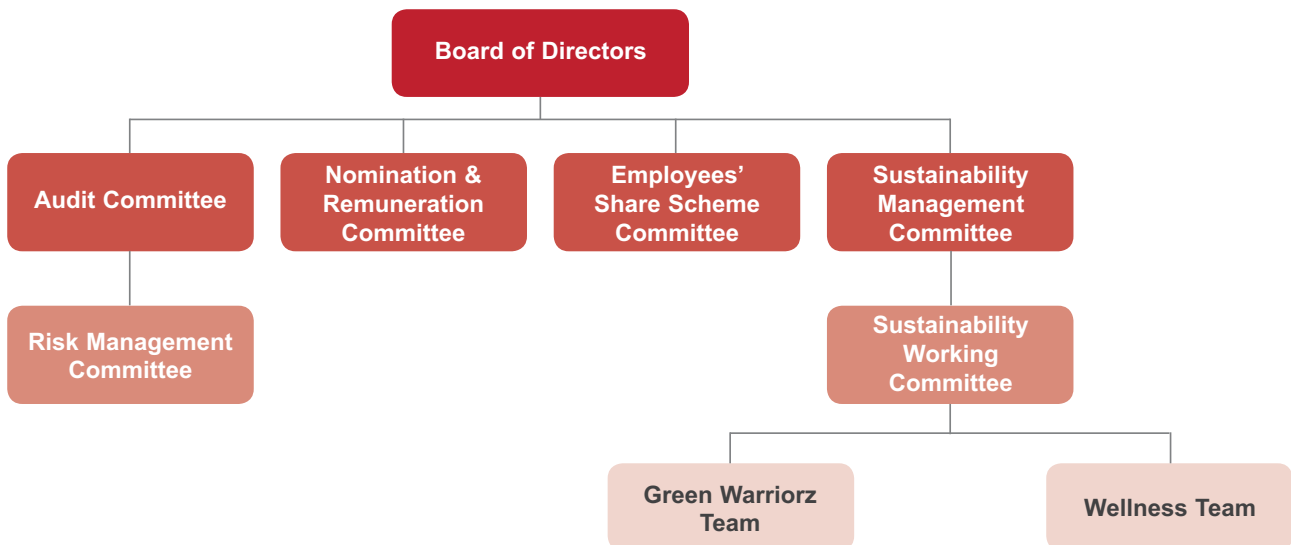 Board of Directors
Audit Committee
Nomination &
Remuneration
Committee
Employees’
Share Scheme
Committee
Sustainability
Management
Committee
Risk Management
Committee
Sustainability
Working
Committee
Green Warriorz
Team
Wellness Team